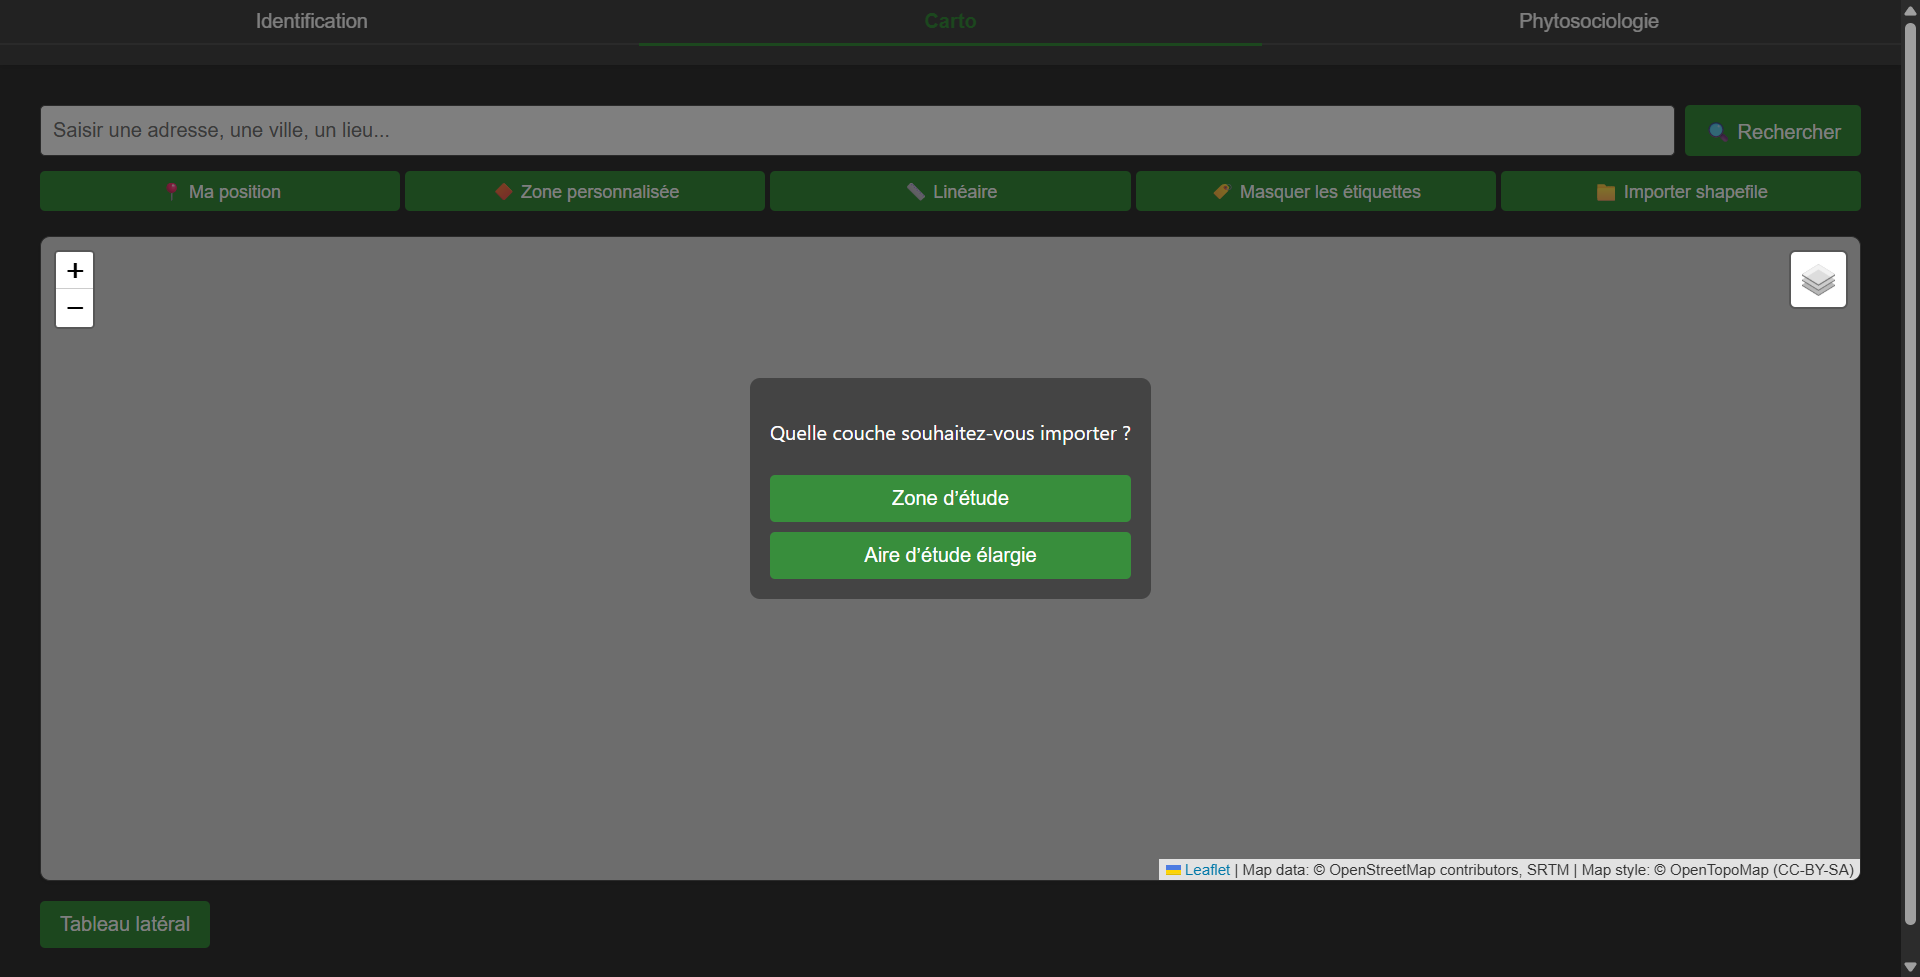 Identification
Carto
Phytosociologie
Saisir une adresse, une ville, un lieu...
Rechercher
Ma position
Zone personnalisée
Linéaire
Masquer les étiquettes
Importer shapefile
+
−
Quelle couche souhaitez-vous importer ?
Zone d’étude
Aire d’étude élargie
Leaflet | Map data: © OpenStreetMap contributors, SRTM | Map style: © OpenTopoMap (CC-BY-SA)
Tableau latéral